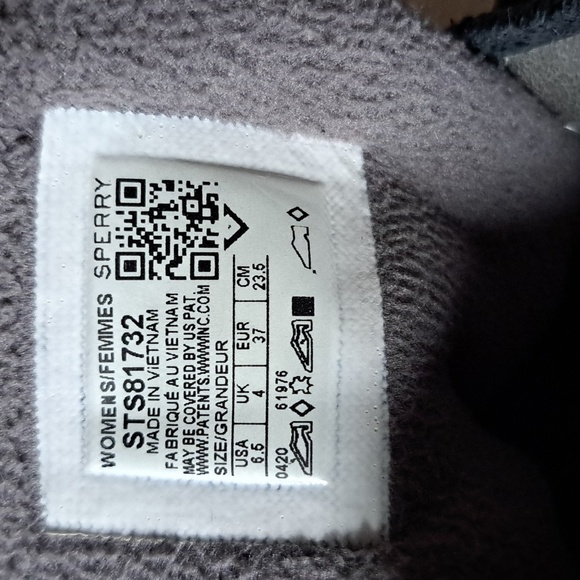 WOMENS/FEMMES SPERRY
STS81732
MADE IN VIETNAM
FABRIQUÉ AU VIETNAM
MAY BE COVERED BY US PAT.
WWW.PATENTS.WWWINC.COM
SIZE/GRANDEUR
USA UK EUR CM
6.5 4 37 23.5
0420 61976